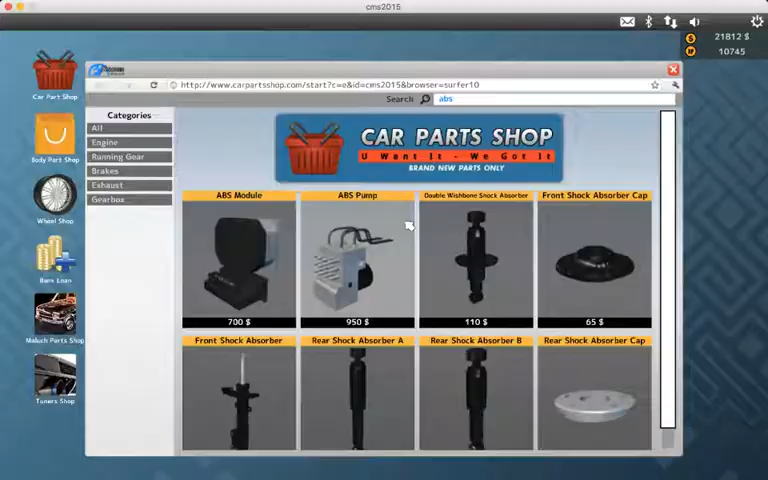 cms2015
21812 $
10745
http://www.carpartsshop.com/start?c=e&id=cms2015&browser=surfer10
Search abs
Car Part Shop
Body Part Shop
Wheel Shop
Bank Loan
Maluch Parts Shop
Tuners Shop
Categories
All
Engine
Running Gear
Brakes
Exhaust
Gearbox
CAR PARTS SHOP
U Want It - We Got It
BRAND NEW PARTS ONLY
ABS Module
ABS Pump
Double Wishbone Shock Absorber
Front Shock Absorber Cap
700 $
950 $
110 $
65 $
Front Shock Absorber
Rear Shock Absorber A
Rear Shock Absorber B
Rear Shock Absorber Cap